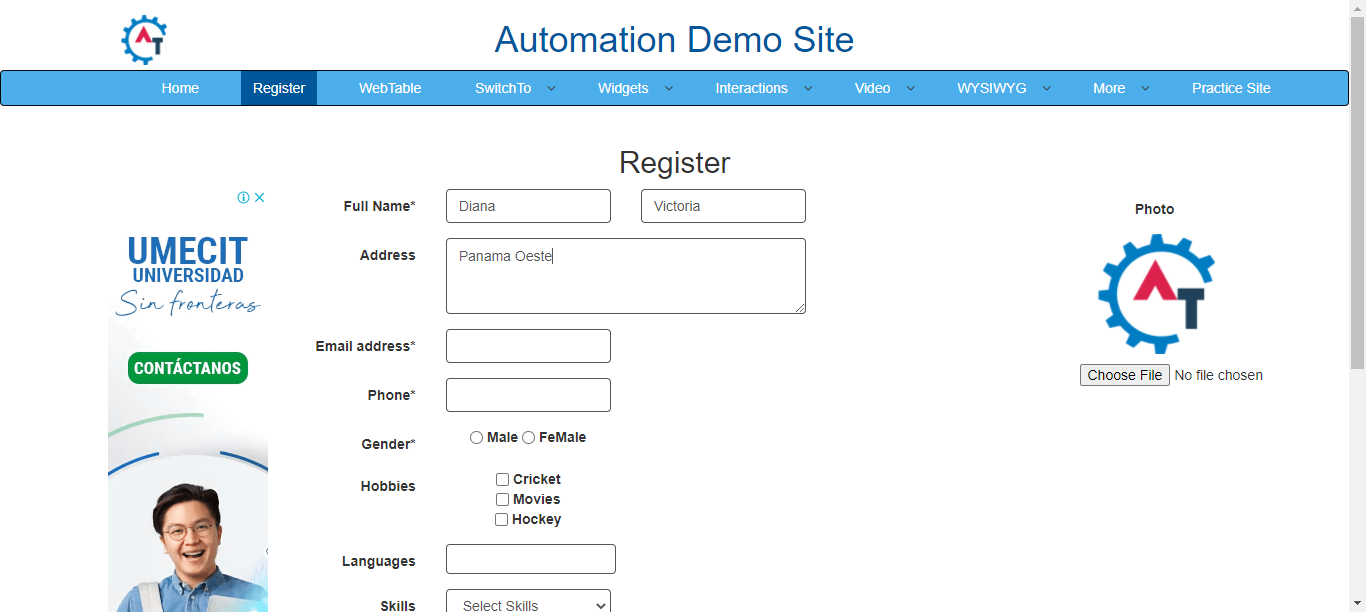 AT
Automation Demo Site
Home Register WebTable SwitchTo Widgets Interactions Video WYSIWYG More Practice Site
Register
Full Name* Diana Victoria
Photo
Address Panama Oeste
UMECIT
UNIVERSIDAD
Sin fronteras
AT
Email address*
CONTÁCTANOS
Choose File No file chosen
Phone*
Gender* Male FeMale
Hobbies Cricket
Movies
Hockey
Languages
Skills Select Skills